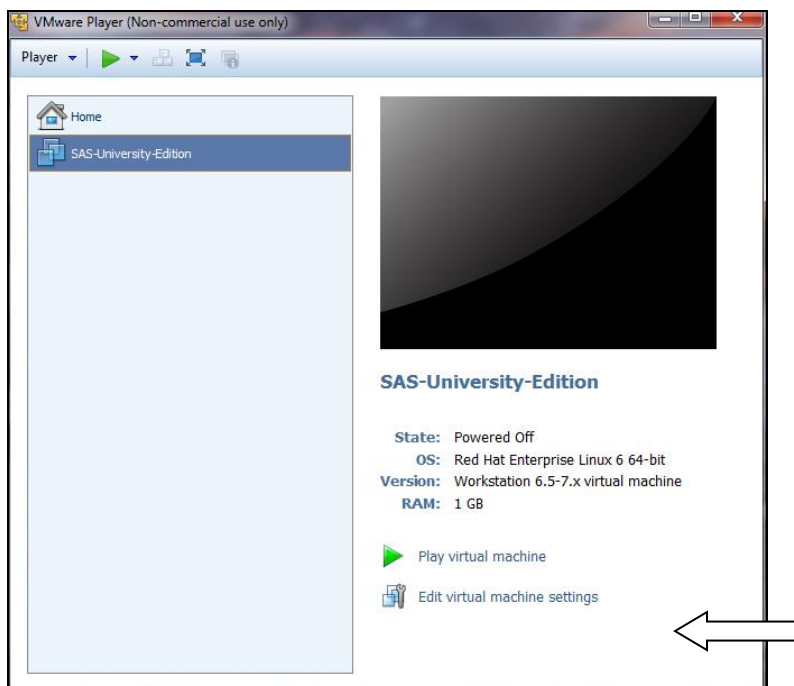 VMware Player (Non-commercial use only)
Player
Home
SAS-University-Edition
SAS-University-Edition
State: Powered Off
OS: Red Hat Enterprise Linux 6 64-bit
Version: Workstation 6.5-7.x virtual machine
RAM: 1 GB
Play virtual machine
Edit virtual machine settings